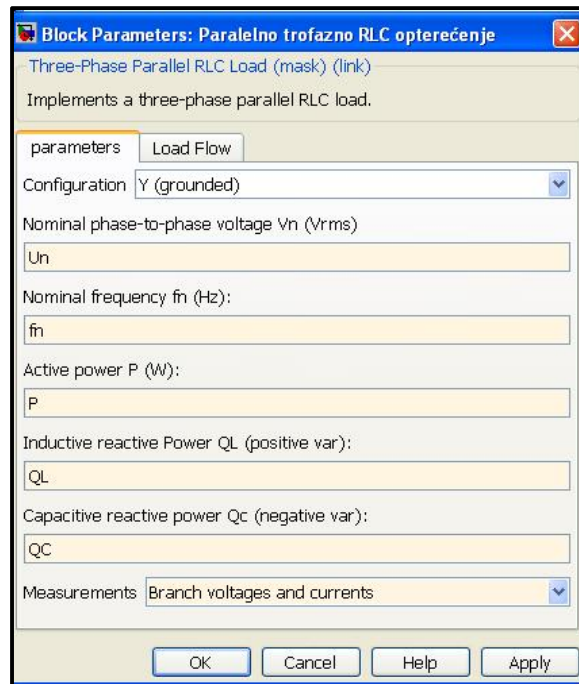 Block Parameters: Paralelno trofazno RLC opterećenje
Three-Phase Parallel RLC Load (mask) (link)
Implements a three-phase parallel RLC load.
parameters Load Flow
Configuration Y (grounded)
Nominal phase-to-phase voltage Vn (Vrms)
Un
Nominal frequency fn (Hz):
fn
Active power P (W):
P
Inductive reactive Power QL (positive var):
QL
Capacitive reactive power Qc (negative var):
QC
Measurements Branch voltages and currents
OK Cancel Help Apply